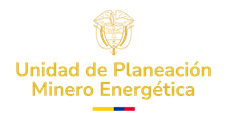 Unidad de Planeación
Minero Energética